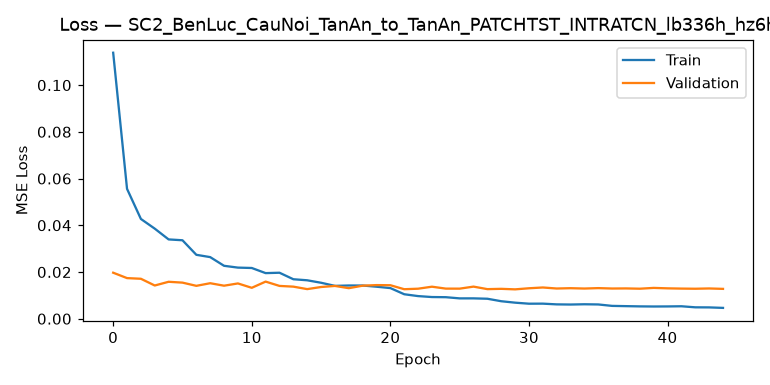 Loss — SC2_BenLuc_CauNoi_TanAn_to_TanAn_PATCHTST_INTRATCN_lb336h_hz6h
Train
Validation
MSE Loss
0.10
0.08
0.06
0.04
0.02
0.00
0
10
20
30
40
Epoch